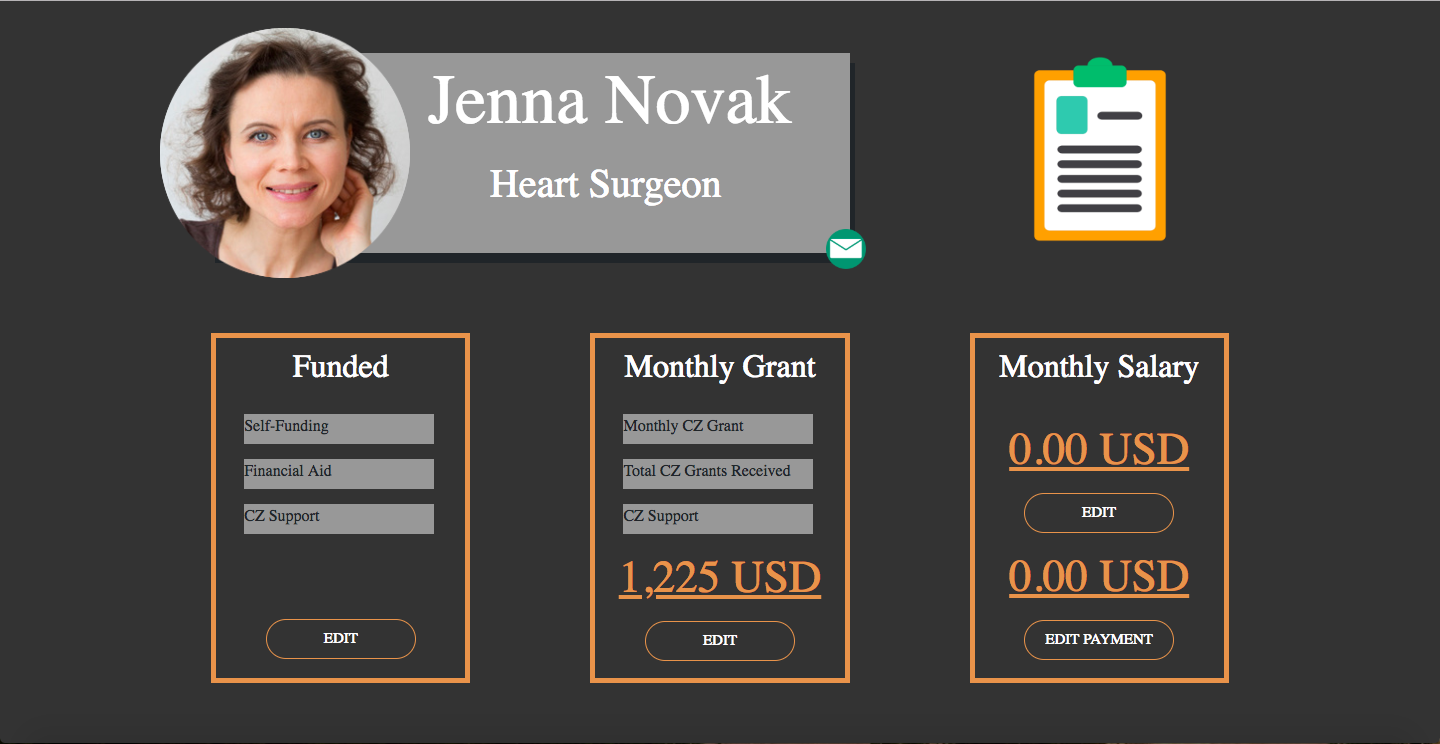 Jenna Novak
Heart Surgeon
Funded
Self-Funding
Financial Aid
CZ Support
EDIT
Monthly Grant
Monthly CZ Grant
Total CZ Grants Received
CZ Support
1,225 USD
EDIT
Monthly Salary
0.00 USD
EDIT
0.00 USD
EDIT PAYMENT